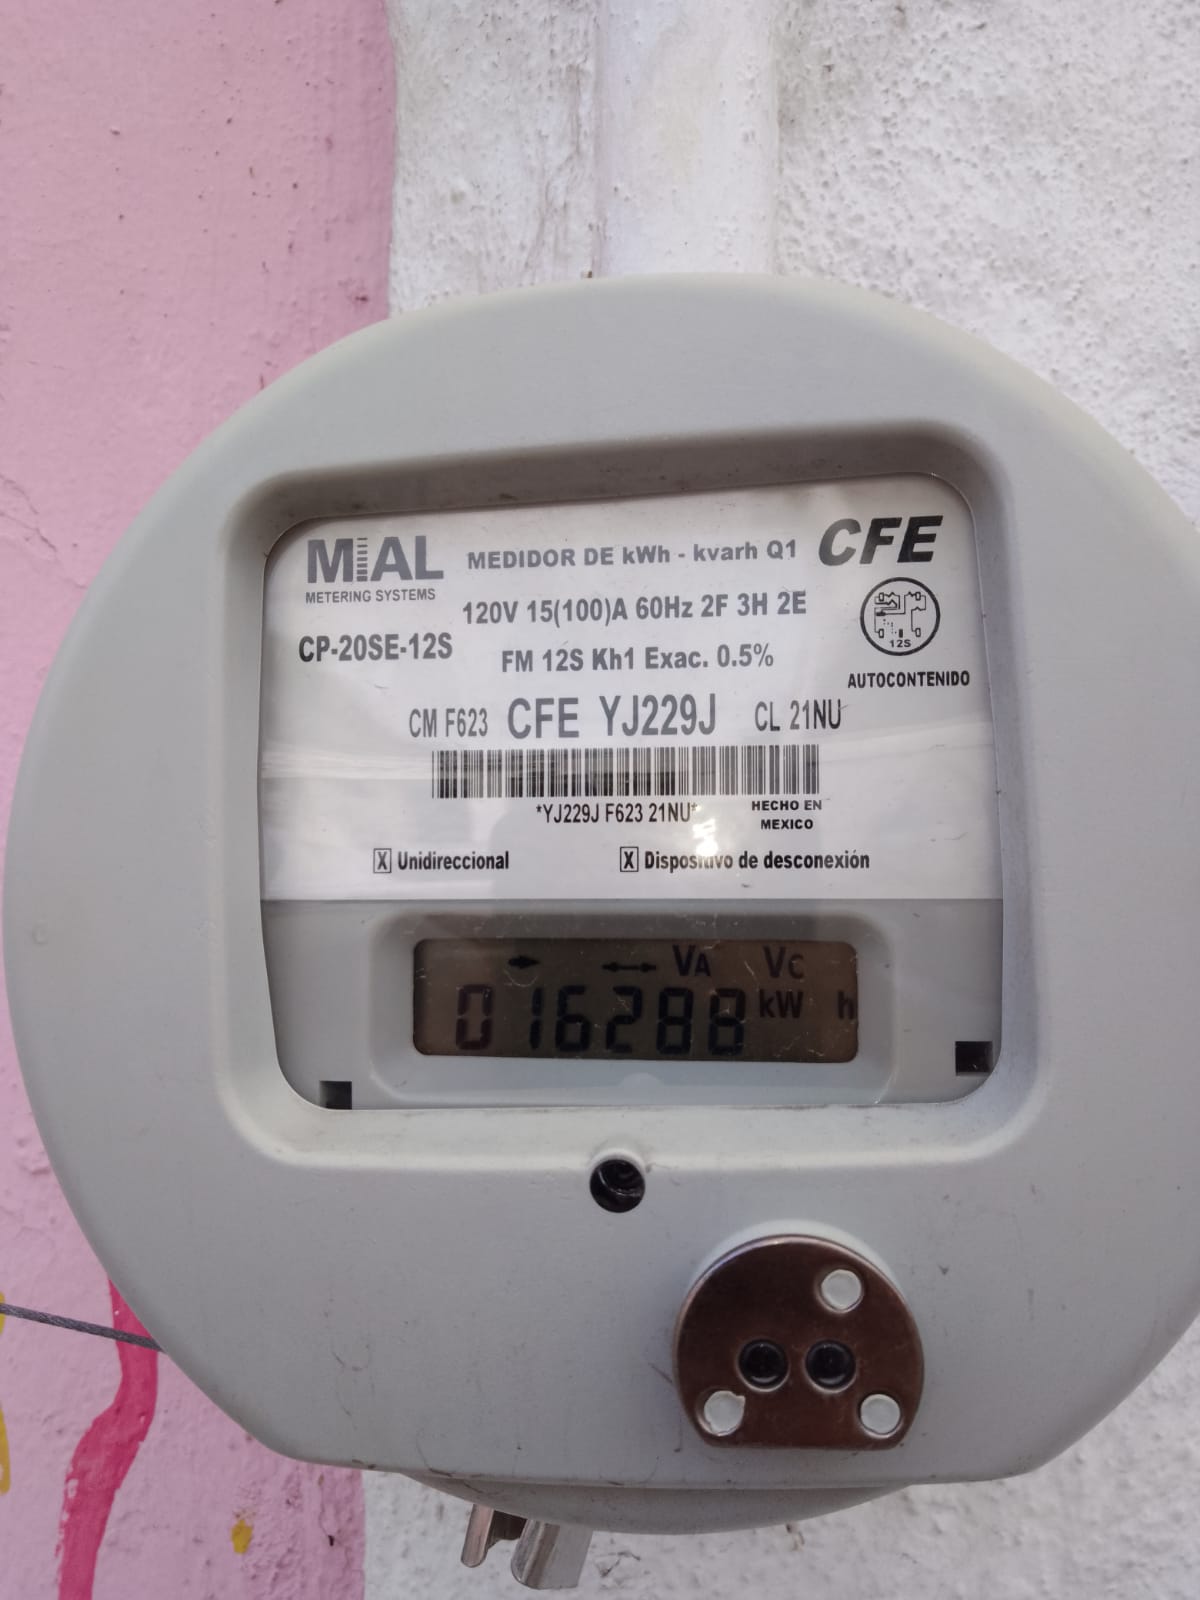 MIAL
METERING SYSTEMS
MEDIDOR DE kWh - kvarh Q1
CFE
120V 15(100)A 60Hz 2F 3H 2E
CP-20SE-12S
FM 12S Kh1 Exac. 0.5%
12S
AUTOCONTENIDO
CM F623 CFE YJ229J CL 21NU
*YJ229J F623 21NU*
HECHO EN
MEXICO
X Unidireccional
X Dispositivo de desconexión
VA VC
016288 kW h